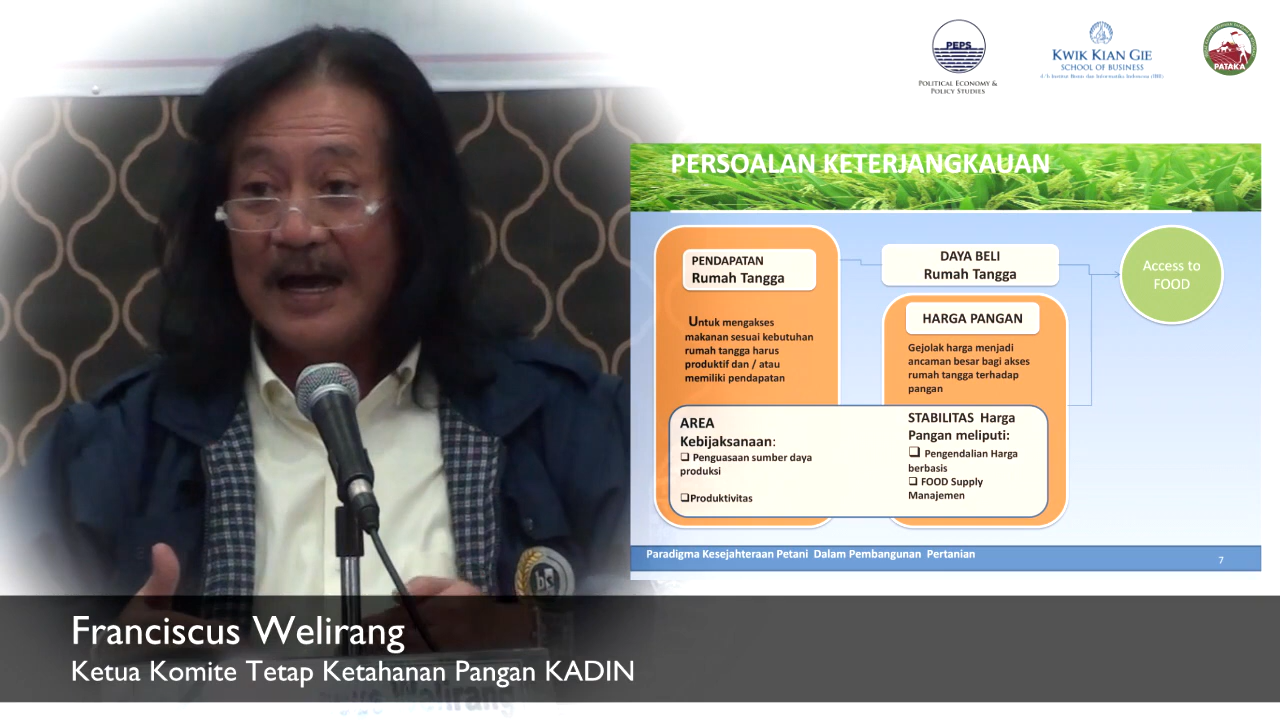 PEPS
POLITICAL ECONOMY &
POLICY STUDIES
KWIK KIAN GIE
SCHOOL OF BUSINESS
PATAKA
PERSOALAN KETERJANGKAUAN
PENDAPATAN
Rumah Tangga
Untuk mengakses
makanan sesuai kebutuhan
rumah tangga harus
produktif dan / atau
memiliki pendapatan
DAYA BELI
Rumah Tangga
Access to
FOOD
HARGA PANGAN
Gejolak harga menjadi
ancaman besar bagi akses
rumah tangga terhadap
pangan
AREA
Kebijaksanaan:
❑ Penguasaan sumber daya
produksi
❑Produktivitas
STABILITAS Harga
Pangan meliputi:
❑ Pengendalian Harga
berbasis
❑ FOOD Supply
Manajemen
Paradigma Kesejahteraan Petani Dalam Pembangunan Pertanian
7
Franciscus Welirang
Ketua Komite Tetap Ketahanan Pangan KADIN